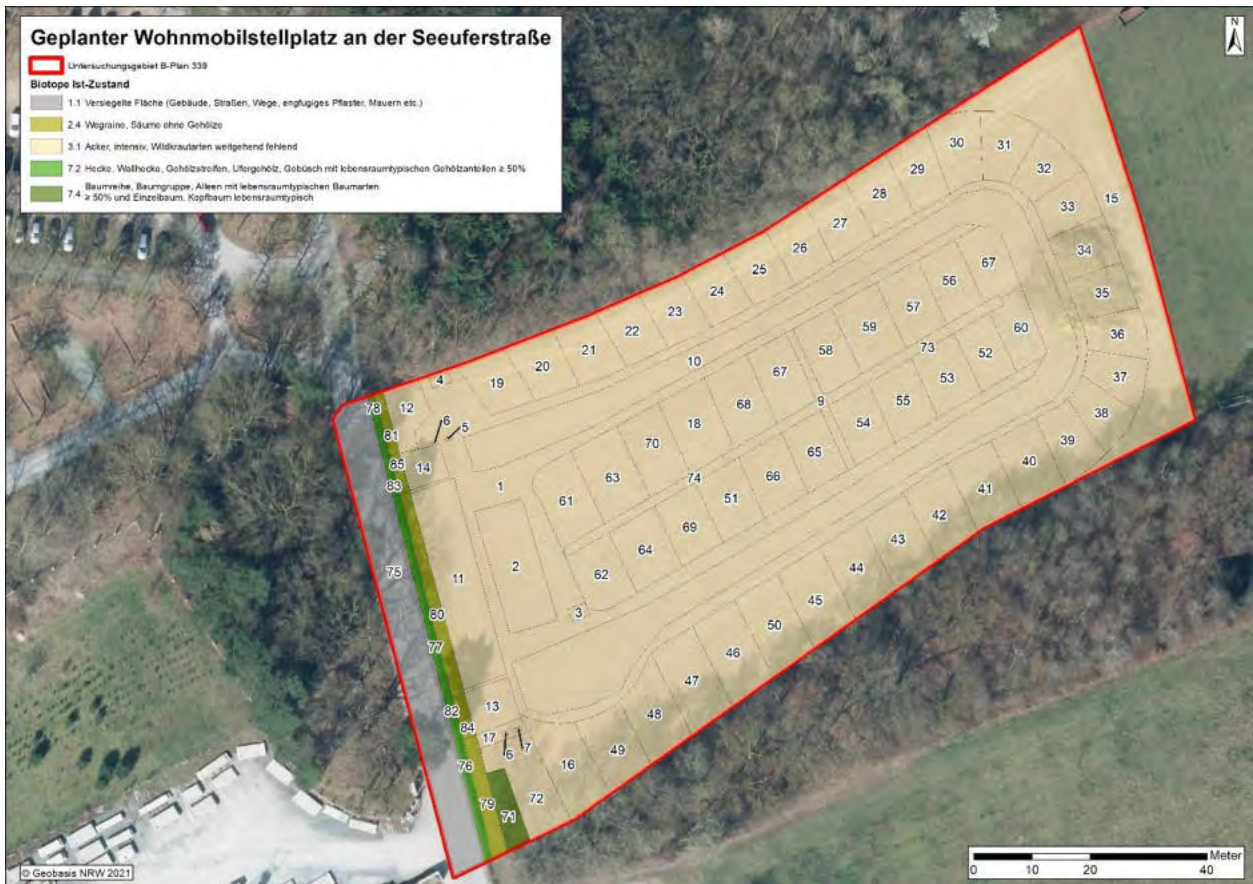 Geplanter Wohnmobilstellplatz an der Seeuferstraße
Untersuchungsgebiet B-Plan 339
Biotope Ist-Zustand
1.1 Versiegelte Fläche (Gebäude, Straßen, Wege, engfugiges Pflaster, Mauern etc.)
2.4 Wegraine, Säume ohne Gehölze
3.1 Acker, intensiv, Wildkrautarten weitgehend fehlend
7.2 Hecke, Wallhecke, Gehölzstreifen, Ufergehölz, Gebüsch mit lebensraumtypischen Gehölzanteilen ≥ 50%
7.4 Baumreihe, Baumgruppe, Alleen mit lebensraumtypischen Baumarten
≥ 50% und Einzelbaum, Kopfbaum lebensraumtypisch
N
30 31
29 32
28 33 15
27 34
26 67 35
25 56
24 57 60 36
23 59 73 52 37
22 58 53 38
21 10 67 55 39
20 68 9 54 40
4 19 18 65 41
78 12 70 74 66 42
6 5 63 51 43
81 61 69 44
85 14 1 64 45
83 62 50
75 11 2 3 46
80 47
77 48
82 13 49
84 17 6 7 16
76 72
79 71
Meter
0 10 20 40
© Geobasis NRW 2021